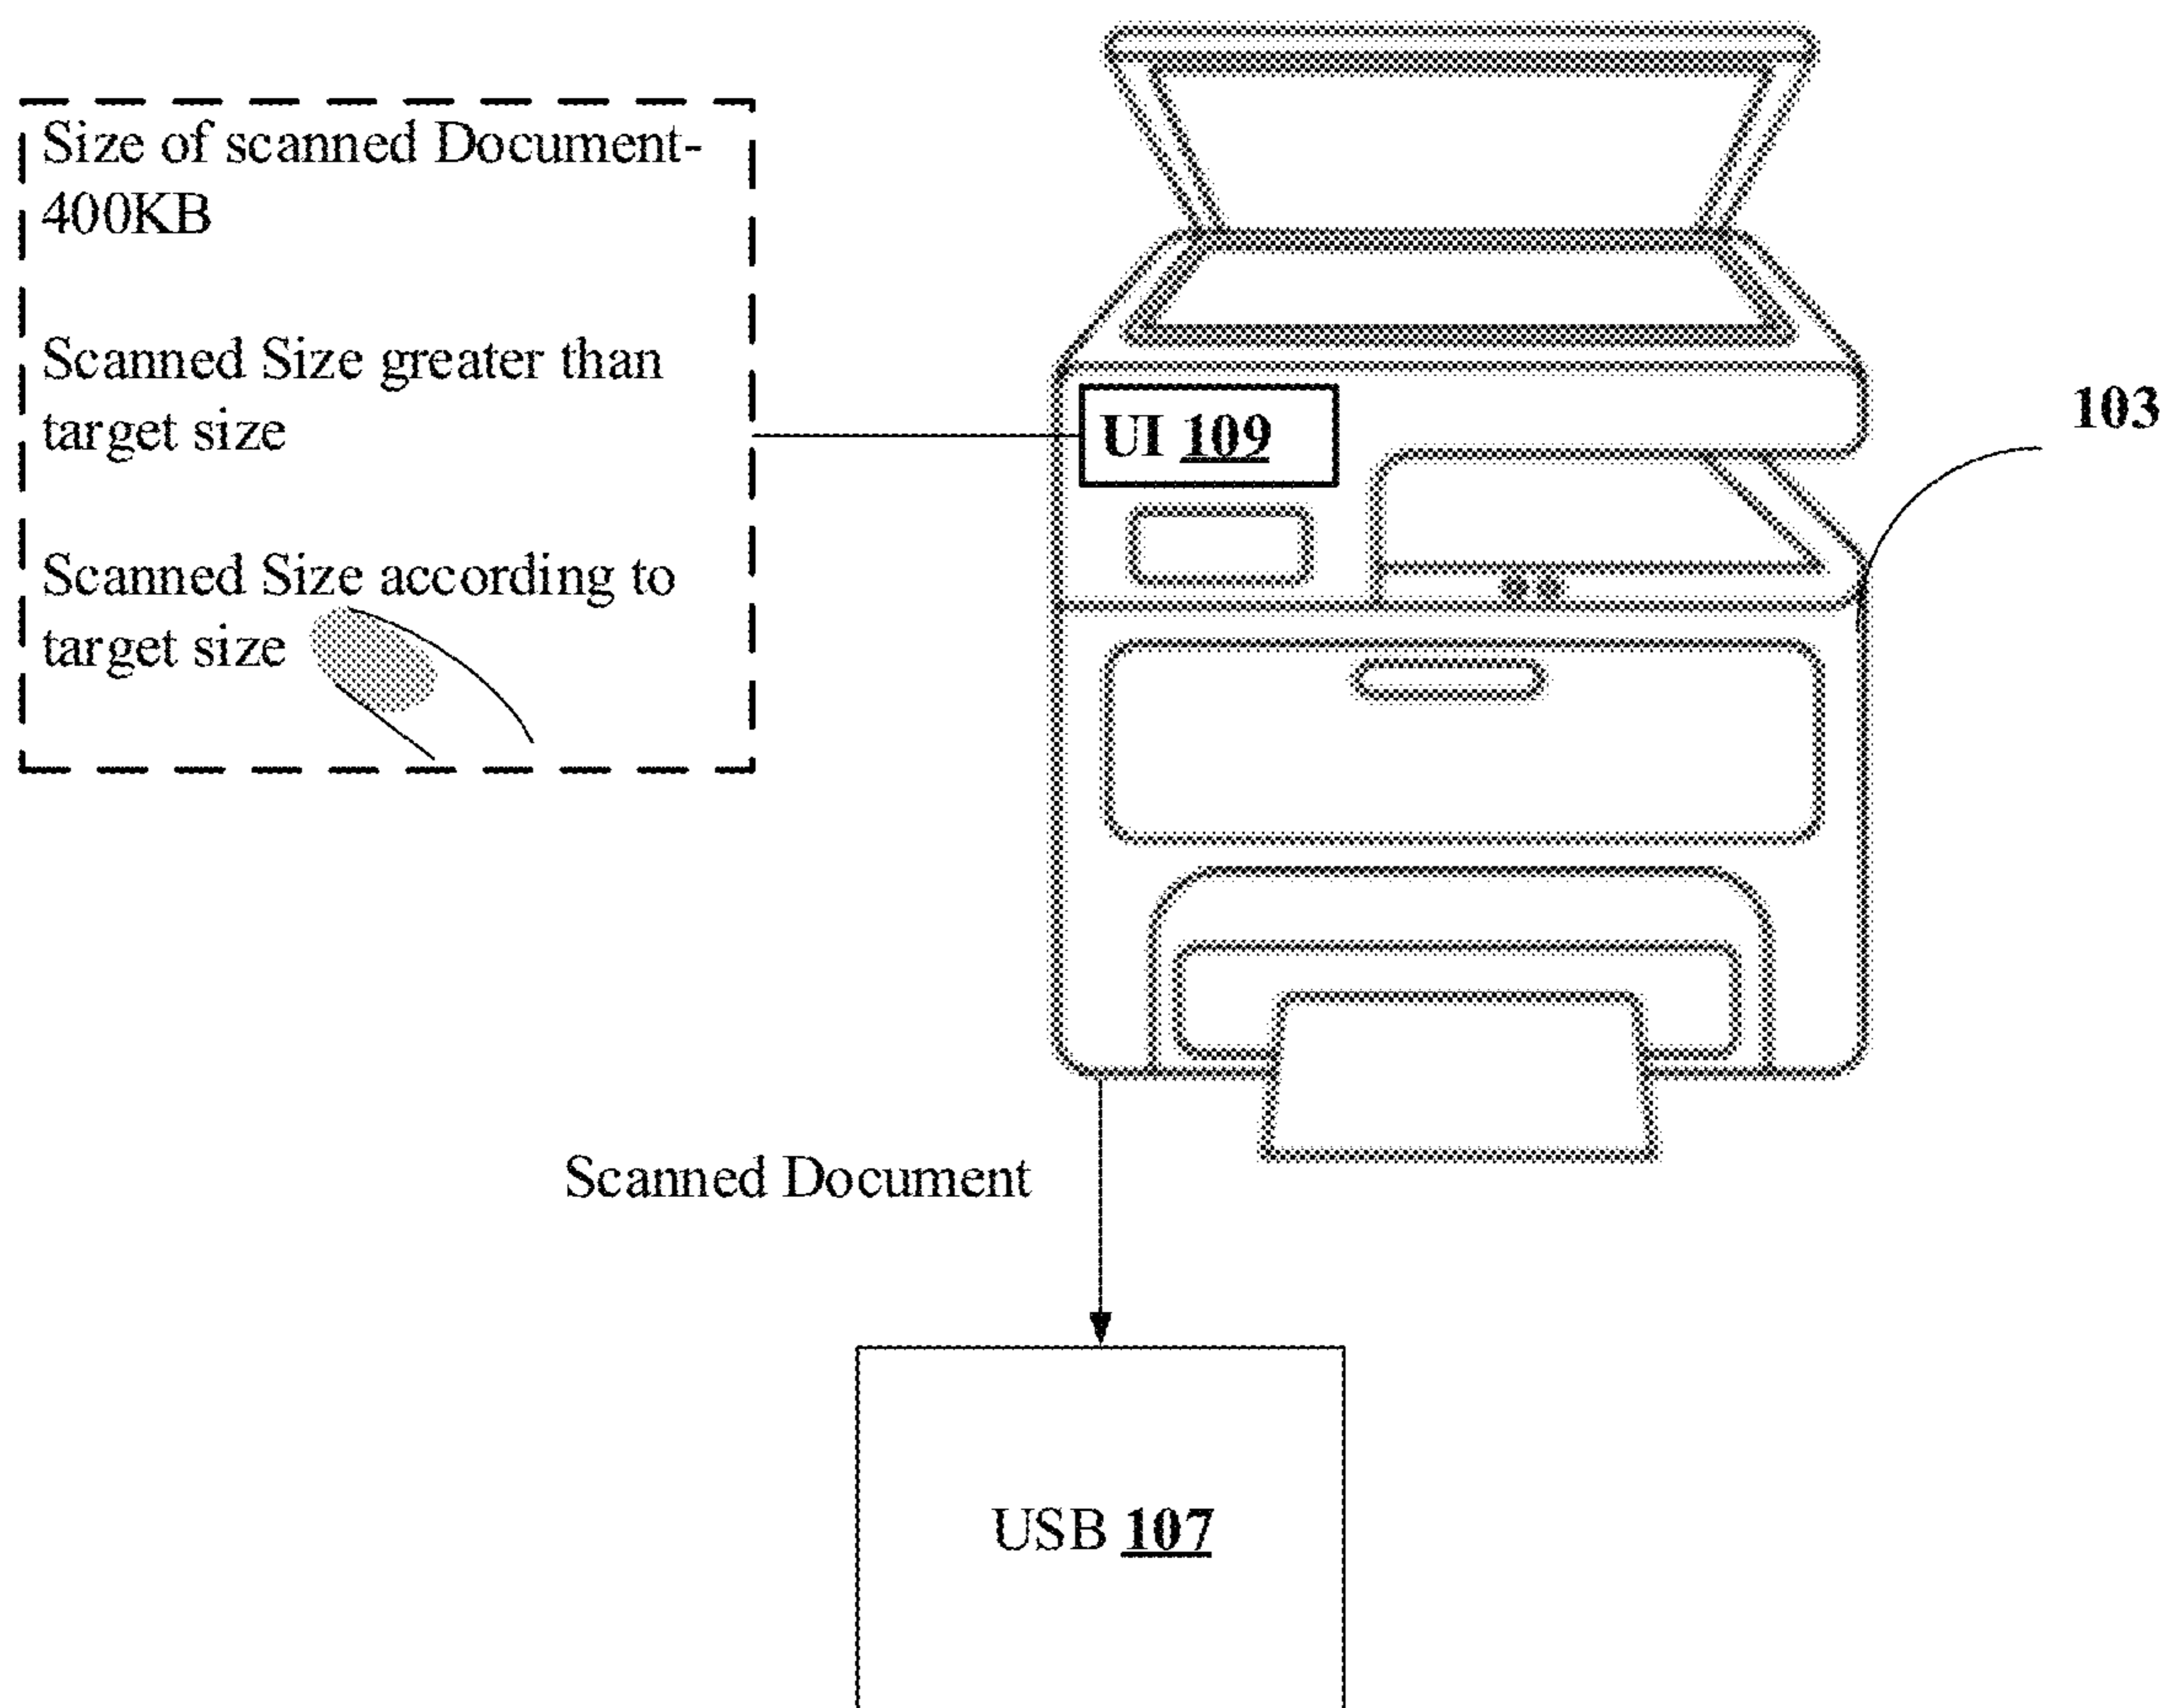 Size of scanned Document-
400KB
Scanned Size greater than
target size
Scanned Size according to
target size
UI 109
103
Scanned Document
USB 107